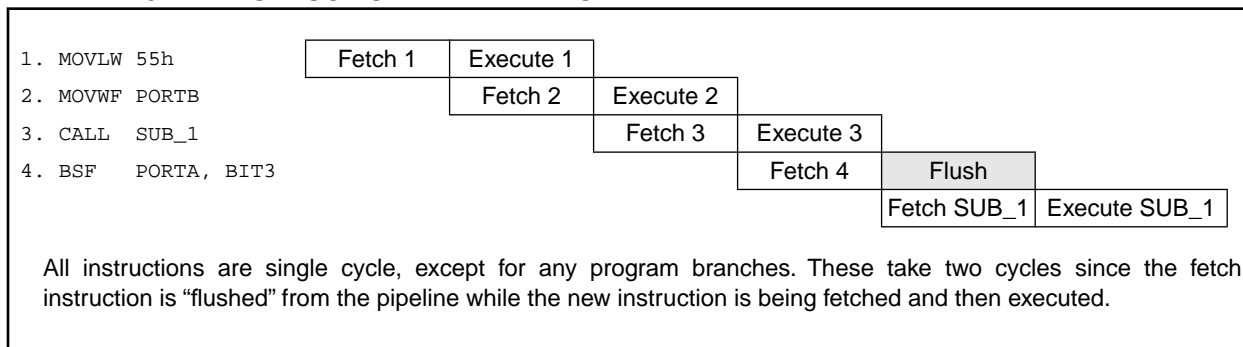 1. MOVLW 55h Fetch 1 Execute 1
2. MOVWF PORTB Fetch 2 Execute 2
3. CALL SUB_1 Fetch 3 Execute 3
4. BSF PORTA, BIT3 Fetch 4 Flush
Fetch SUB_1 Execute SUB_1
All instructions are single cycle, except for any program branches. These take two cycles since the fetch
instruction is “flushed” from the pipeline while the new instruction is being fetched and then executed.